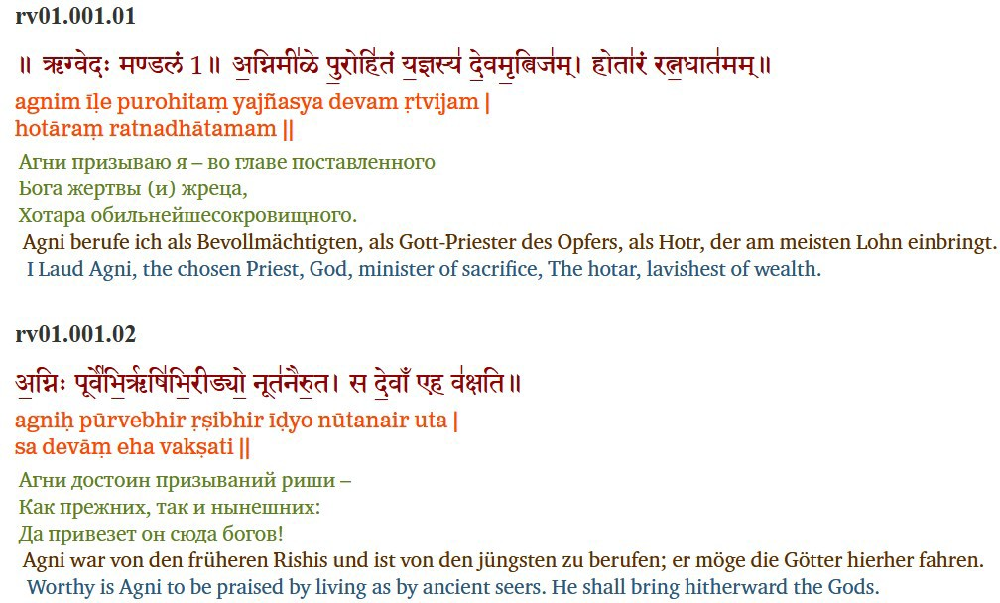 rv01.001.01
॥ ऋग्वेदः मण्डलं 1॥ अ॒ग्निमी॑ळे पु॒रोहि॑तं य॒ज्ञस्य॑ दे॒वमृ॒त्विज॑म्। होता॑रं रत्न॒धात॑मम्॥
agnim īḷe purohitaṃ yajñasya devam ṛtvijam |
hotāraṃ ratnadhātamam ||
Агни призываю я – во главе поставленного
Бога жертвы (и) жреца,
Хотара обильнейшесокровищного.
Agni berufe ich als Bevollmächtigten, als Gott-Priester des Opfers, als Hotr, der am meisten Lohn einbringt.
I Laud Agni, the chosen Priest, God, minister of sacrifice, The hotar, lavishest of wealth.
rv01.001.02
अ॒ग्निः पूर्वे॑भि॒रृषि॑भि॒रीड्यो॒ नूत॑नैरु॒त। स दे॒वाँ एह व॑क्षति॥
agniḥ pūrvebhir ṛṣibhir īḍyo nūtanair uta |
sa devāṃ eha vakṣati ||
Агни достоин призываний риши –
Как прежних, так и нынешних:
Да привезет он сюда богов!
Agni war von den früheren Rishis und ist von den jüngsten zu berufen; er möge die Götter hierher fahren.
Worthy is Agni to be praised by living as by ancient seers. He shall bring hitherward the Gods.